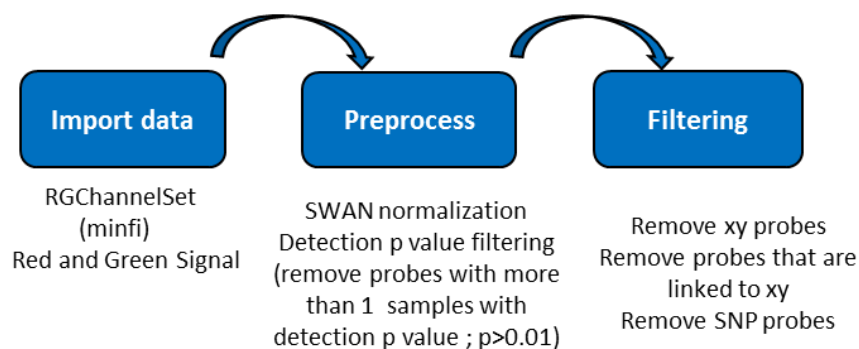 Import data
Preprocess
Filtering
RGChannelSet
(minfi)
Red and Green Signal
SWAN normalization
Detection p value filtering
(remove probes with more
than 1 samples with
detection p value ; p>0.01)
Remove xy probes
Remove probes that are
linked to xy
Remove SNP probes